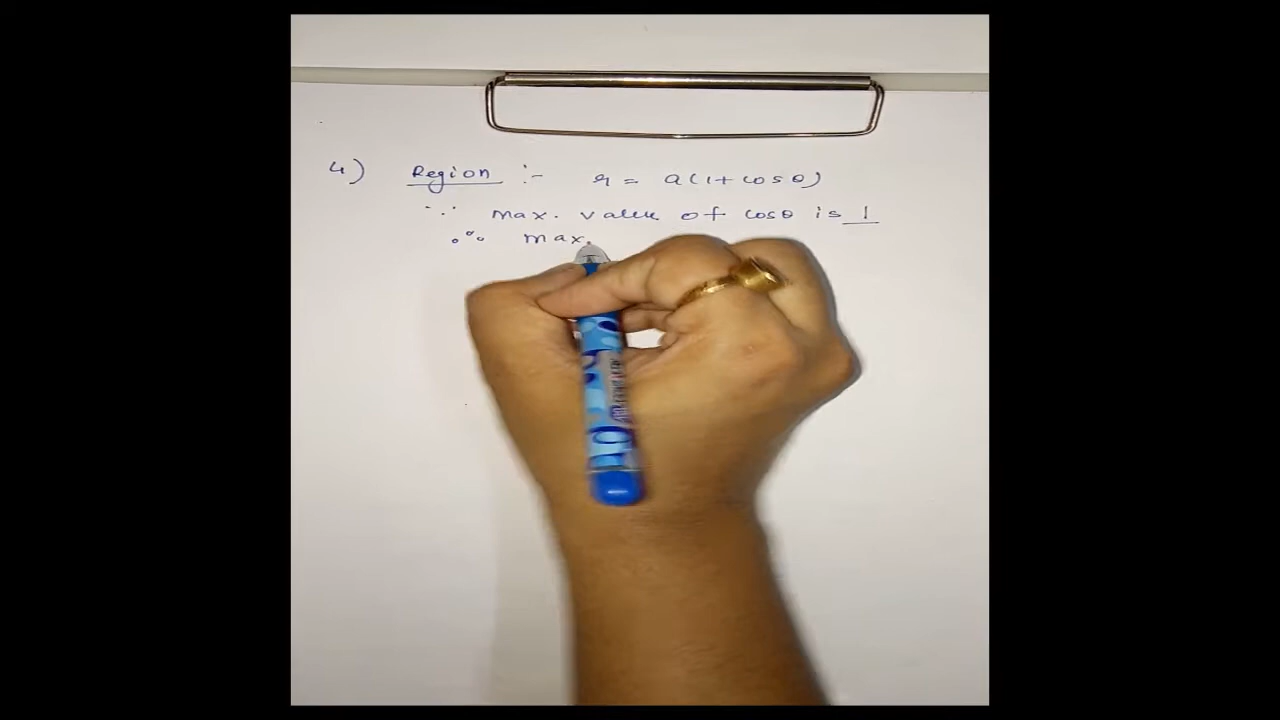 4) Region :- r = a(1+cosθ)
∵ max. value of cosθ is 1
∴ max.